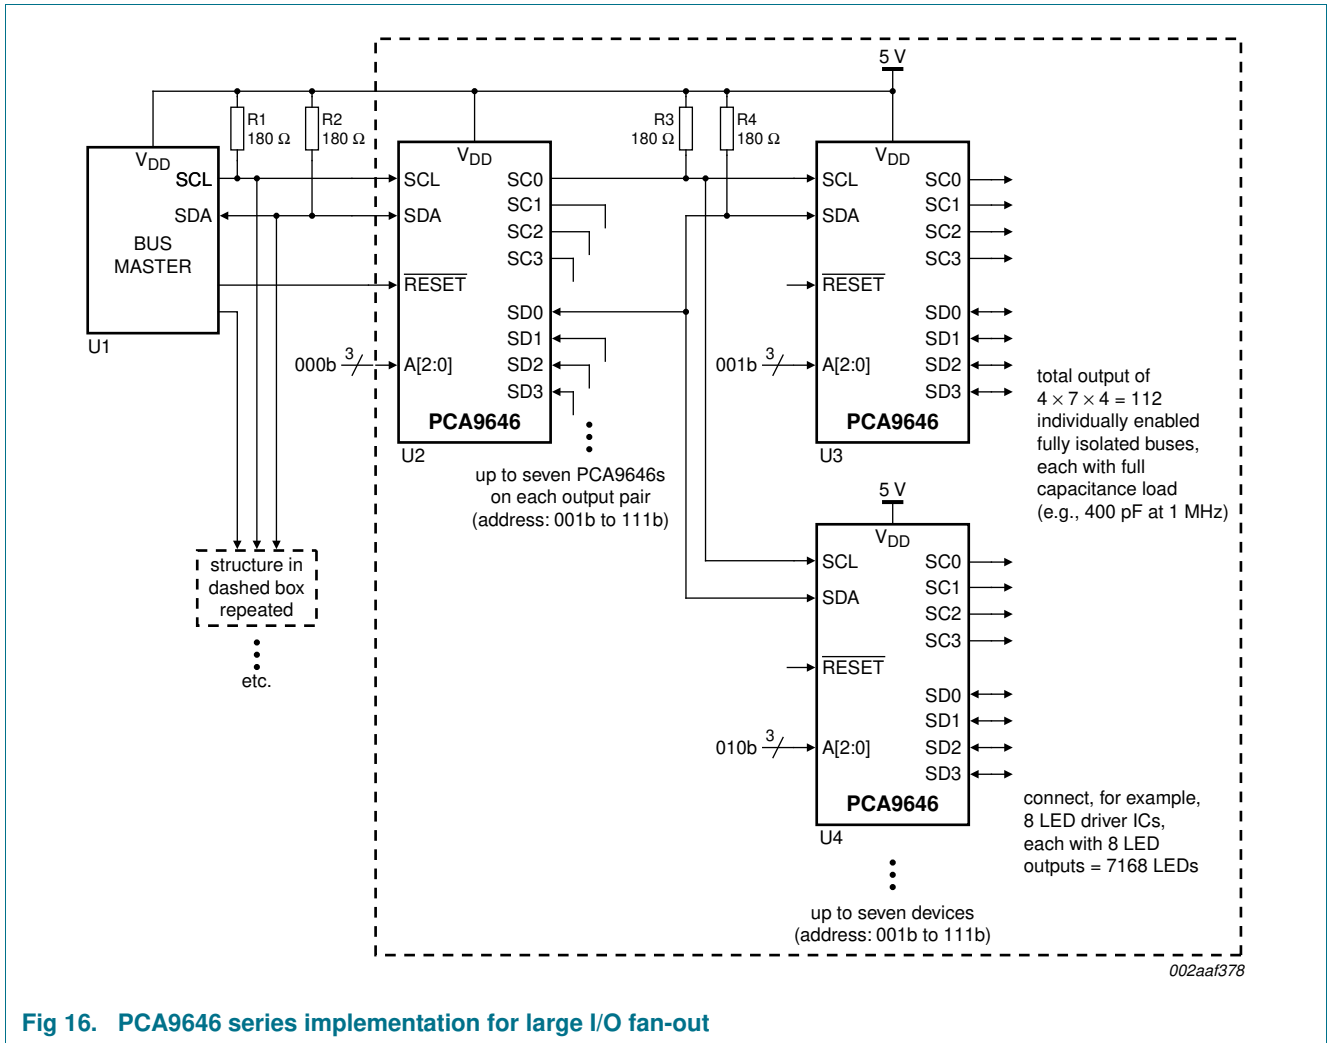 5 V
R1
180 Ω
R2
180 Ω
R3
180 Ω
R4
180 Ω
VDD
SCL
SDA
BUS
MASTER
U1
VDD
SCL
SDA
RESET
000b
3
A[2:0]
SC0
SC1
SC2
SC3
SD0
SD1
SD2
SD3
PCA9646
U2
up to seven PCA9646s
on each output pair
(address: 001b to 111b)
VDD
SCL
SDA
RESET
001b
3
A[2:0]
SC0
SC1
SC2
SC3
SD0
SD1
SD2
SD3
PCA9646
U3
total output of
4 × 7 × 4 = 112
individually enabled
fully isolated buses,
each with full
capacitance load
(e.g., 400 pF at 1 MHz)
structure in
dashed box
repeated
etc.
5 V
VDD
SCL
SDA
RESET
010b
3
A[2:0]
SC0
SC1
SC2
SC3
SD0
SD1
SD2
SD3
PCA9646
U4
connect, for example,
8 LED driver ICs,
each with 8 LED
outputs = 7168 LEDs
up to seven devices
(address: 001b to 111b)
002aaf378
Fig 16. PCA9646 series implementation for large I/O fan-out